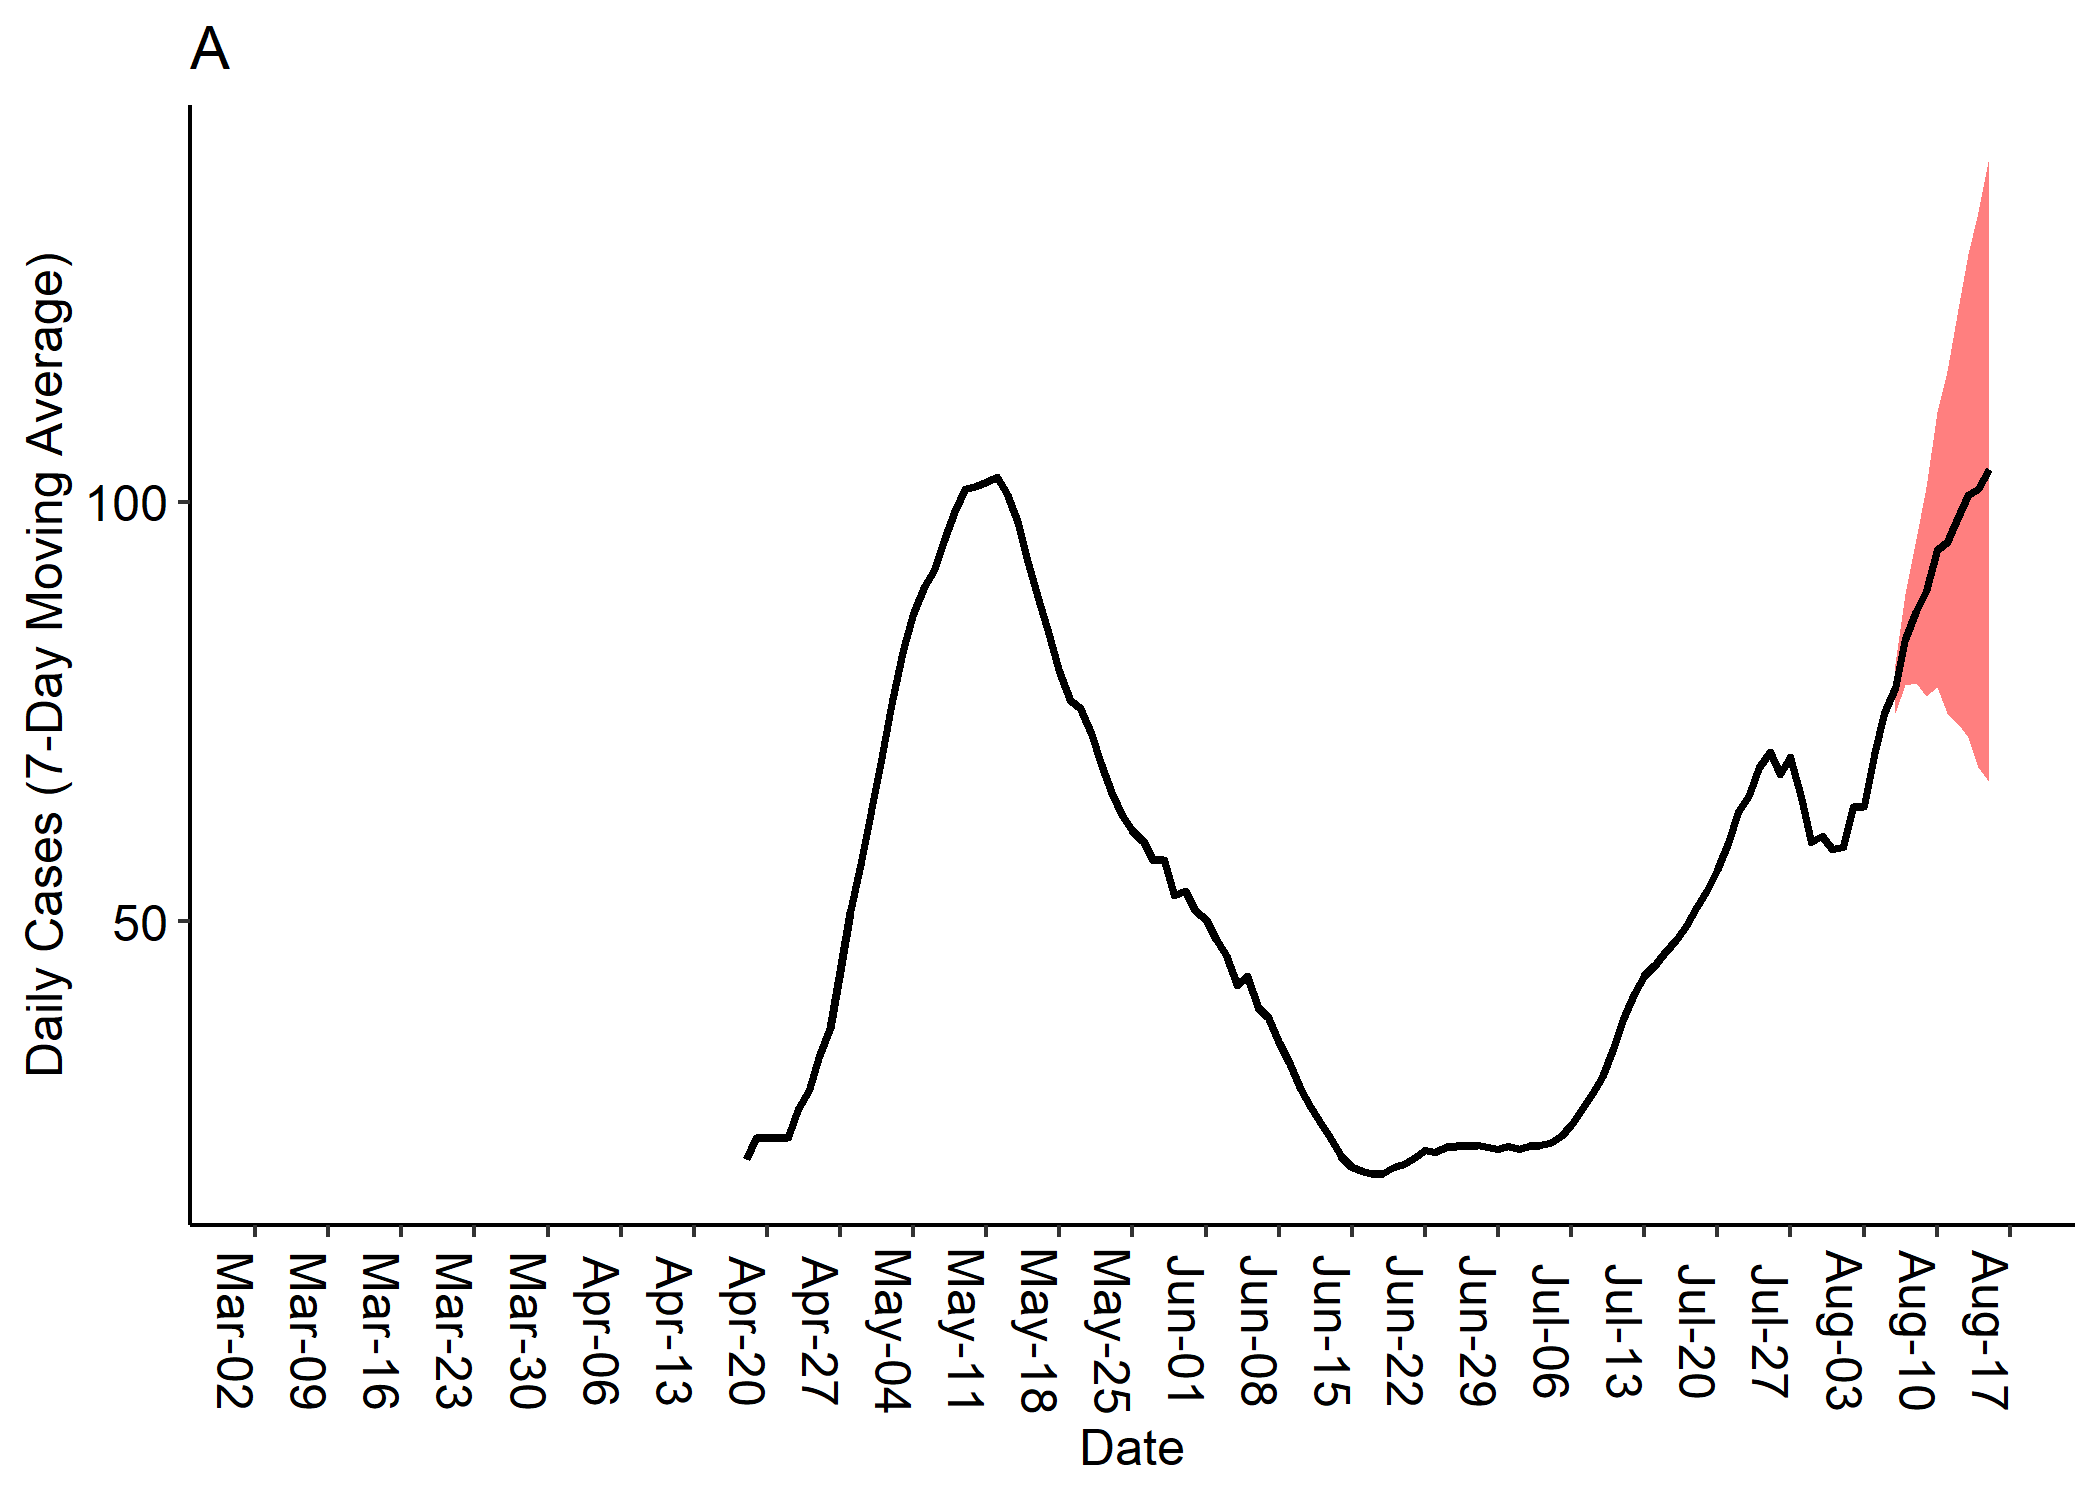 A
Daily Cases (7-Day Moving Average)
100
50
Mar-02
Mar-09
Mar-16
Mar-23
Mar-30
Apr-06
Apr-13
Apr-20
Apr-27
May-04
May-11
May-18
May-25
Jun-01
Jun-08
Jun-15
Jun-22
Jun-29
Jul-06
Jul-13
Jul-20
Jul-27
Aug-03
Aug-10
Aug-17
Date